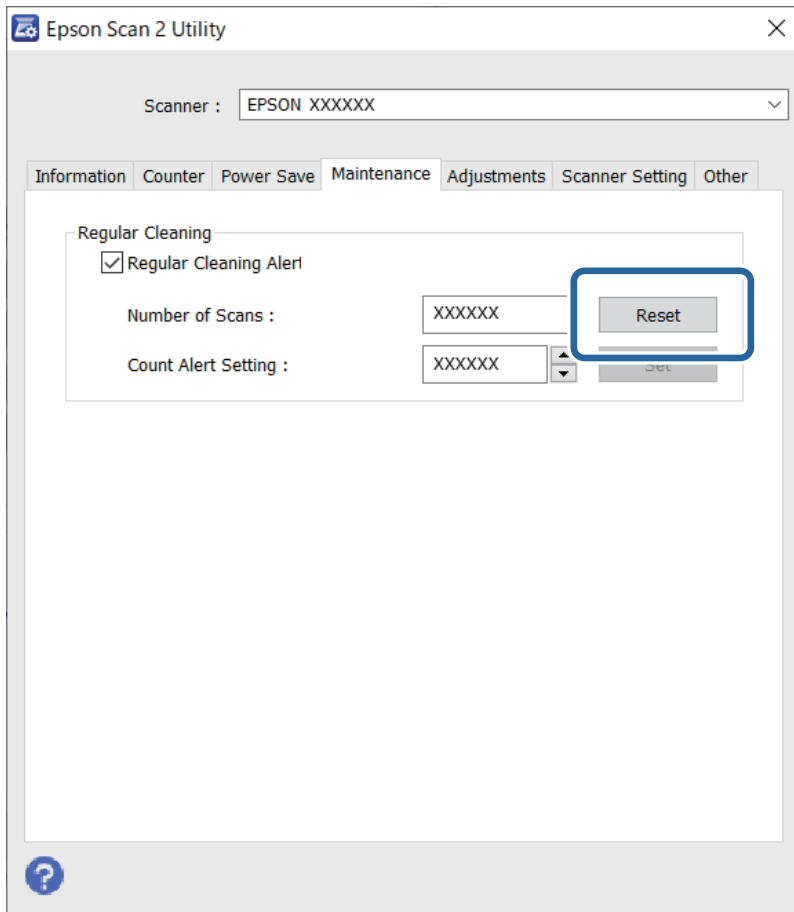 Epson Scan 2 Utility
Scanner :
EPSON XXXXXX
Information Counter Power Save Maintenance Adjustments Scanner Setting Other
Regular Cleaning
Regular Cleaning Alert
Number of Scans : XXXXXX Reset
Count Alert Setting : XXXXXX Set
?